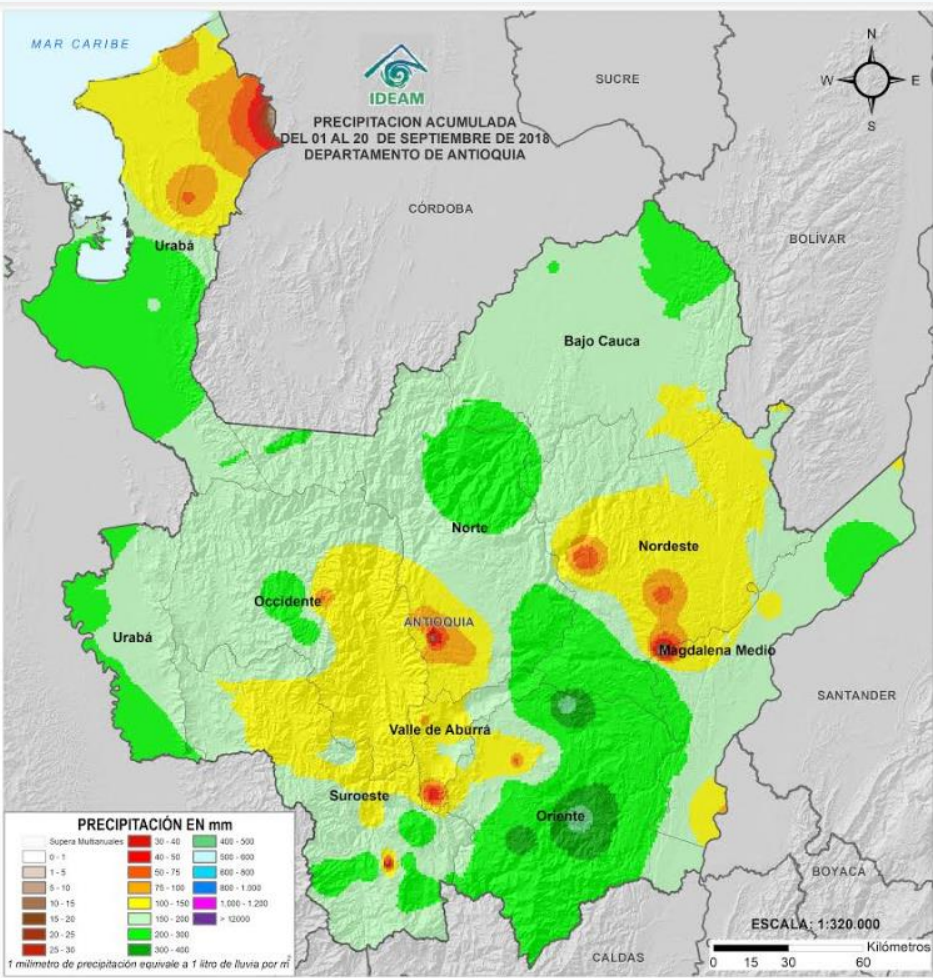 MAR CARIBE
N
W
E
S
IDEAM
PRECIPITACION ACUMULADA
DEL 01 AL 20 DE SEPTIEMBRE DE 2018
DEPARTAMENTO DE ANTIOQUIA
SUCRE
CÓRDOBA
BOLÍVAR
Urabá
Bajo Cauca
Norte
Nordeste
Occidente
ANTIOQUIA
Urabá
Magdalena Medio
SANTANDER
Valle de Aburrá
Suroeste
Oriente
BOYACA
CALDAS
PRECIPITACIÓN EN mm
Supera Multianuales
0 - 1
1 - 5
5 - 10
10 - 15
15 - 20
20 - 25
25 - 30
30 - 40
40 - 50
50 - 75
75 - 100
100 - 150
150 - 200
200 - 300
300 - 400
400 - 500
500 - 600
600 - 800
800 - 1.000
1,000 - 1.200
> 12000
1 milimetro de precipitación equivale a 1 litro de lluvia por m²
ESCALA: 1:320.000
Kilómetros
0 15 30 60